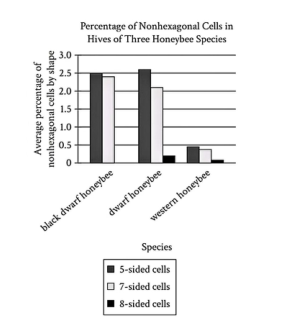 Percentage of Nonhexagonal Cells in
Hives of Three Honeybee Species
Average percentage of
nonhexagonal cells by shape
3.0
2.5
2.0
1.5
1.0
0.5
0
black dwarf honeybee
dwarf honeybee
western honeybee
Species
5-sided cells
7-sided cells
8-sided cells